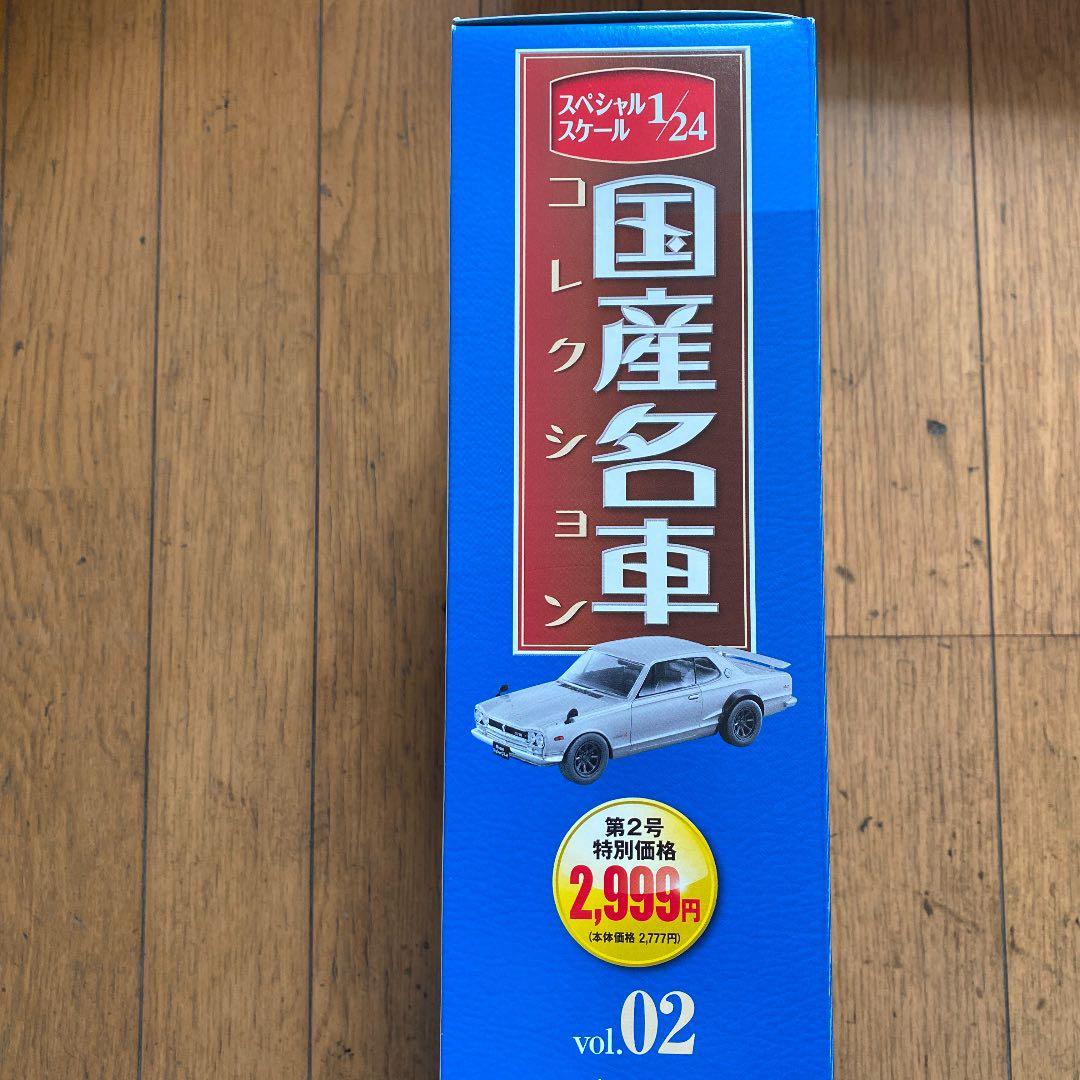 スペシャル
スケール
1/24
国産名車
コレクション
第2号
特別価格
2,999円
(本体価格 2,777円)
vol.02